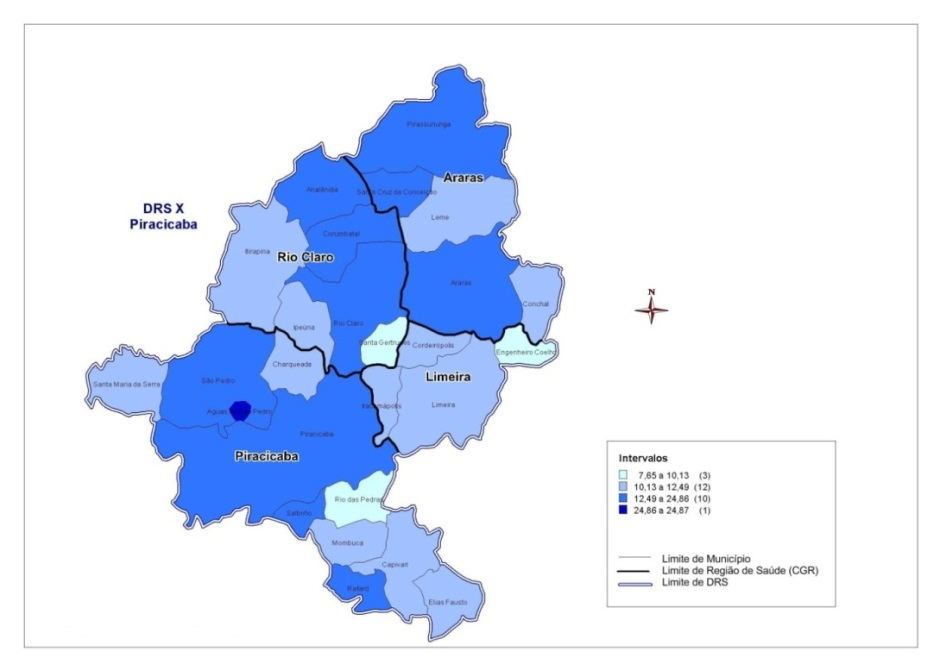 Pirassununga
Araras
Santa Cruz da Conceição
Analândia
Leme
DRS X
Piracicaba
Corumbataí
Itirapina
Rio Claro
Araras
Conchal
Ipeúna
Rio Claro
Santa Gertrudes
Cordeirópolis
Engenheiro Coelho
Charqueada
Limeira
Santa Maria da Serra
São Pedro
Iracemápolis
Limeira
Águas de São Pedro
Piracicaba
Piracicaba
Rio das Pedras
Saltinho
Mombuca
Capivari
Rafard
Elias Fausto
N
Intervalos
7,65 a 10,13 (3)
10,13 a 12,49 (12)
12,49 a 24,86 (10)
24,86 a 24,87 (1)
Limite de Município
Limite de Região de Saúde (CGR)
Limite de DRS